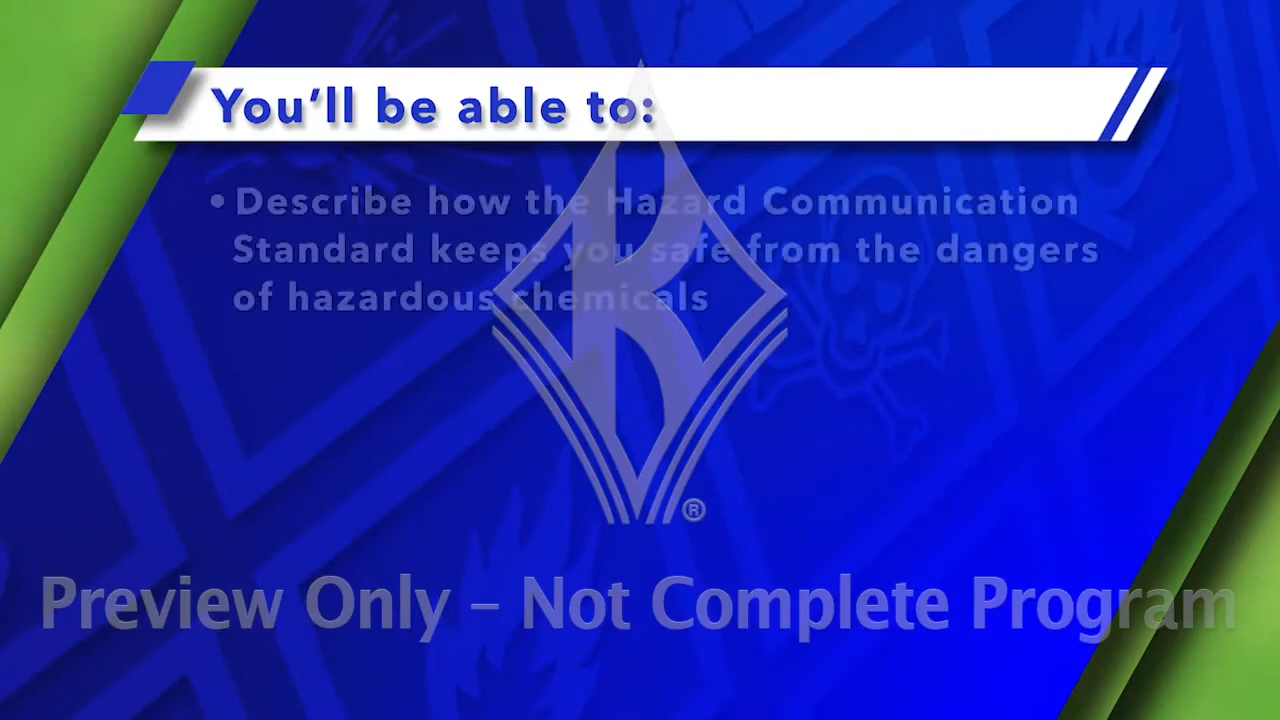 You’ll be able to:
• Describe how the Hazard Communication
Standard keeps you safe from the dangers
of hazardous chemicals
K
®
Preview Only – Not Complete Program